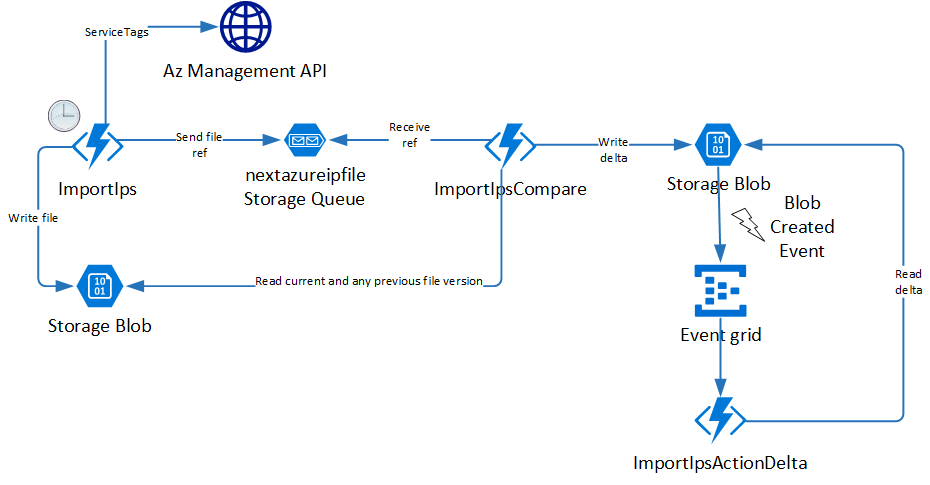 ServiceTags
Az Management API
Send file
ref
Receive
ref
Write
delta
ImportIps
nextazureipfile
Storage Queue
ImportIpsCompare
Storage Blob
Write file
Blob
Created
Event
10
01
Read current and any previous file version
10
01
Read
delta
Storage Blob
Event grid
ImportIpsActionDelta